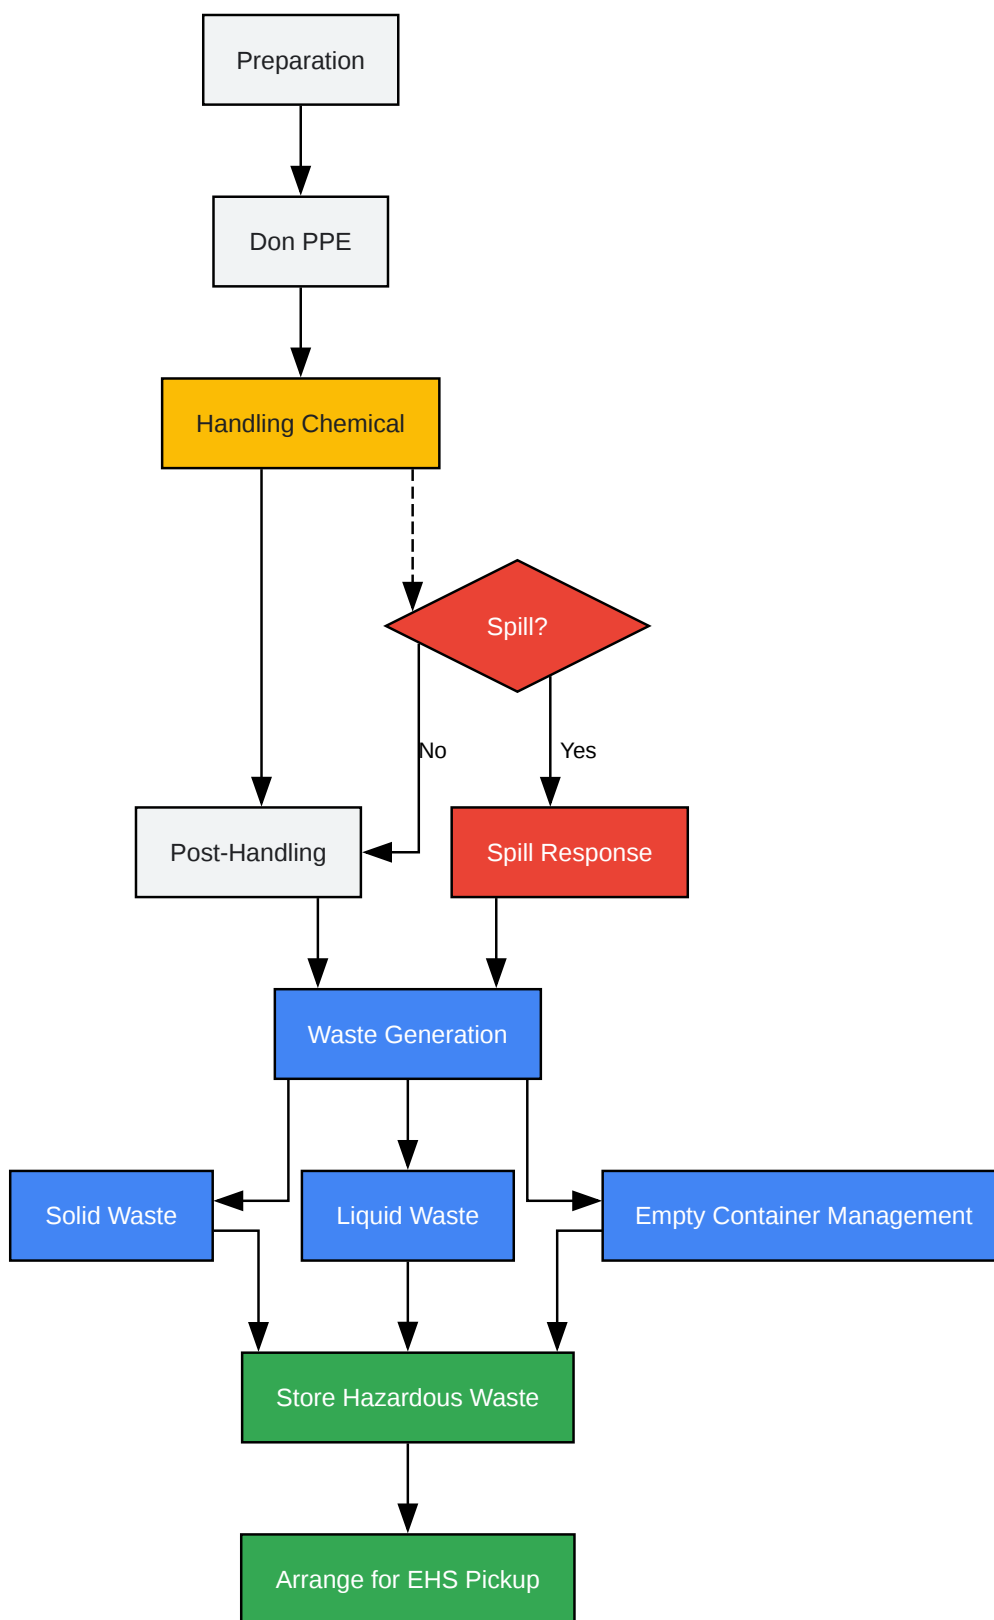 Preparation
Don PPE
Handling Chemical
Spill?
No
Yes
Post-Handling
Spill Response
Waste Generation
Solid Waste
Liquid Waste
Empty Container Management
Store Hazardous Waste
Arrange for EHS Pickup